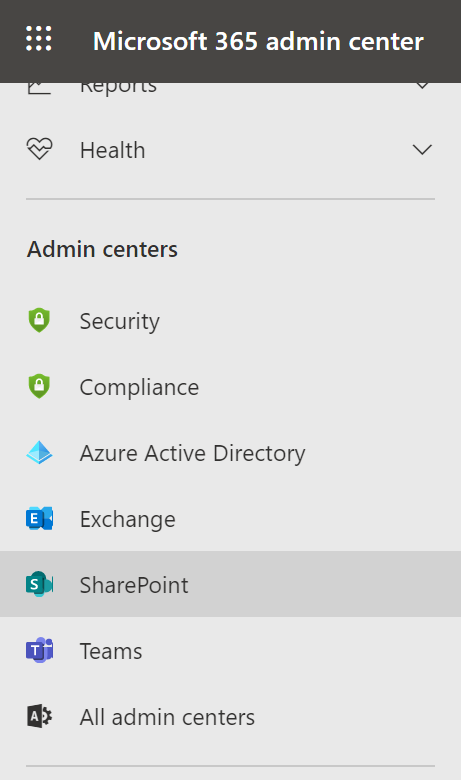 Microsoft 365 admin center
Reports
Health
Admin centers
Security
Compliance
Azure Active Directory
E Exchange
S SharePoint
T Teams
A All admin centers